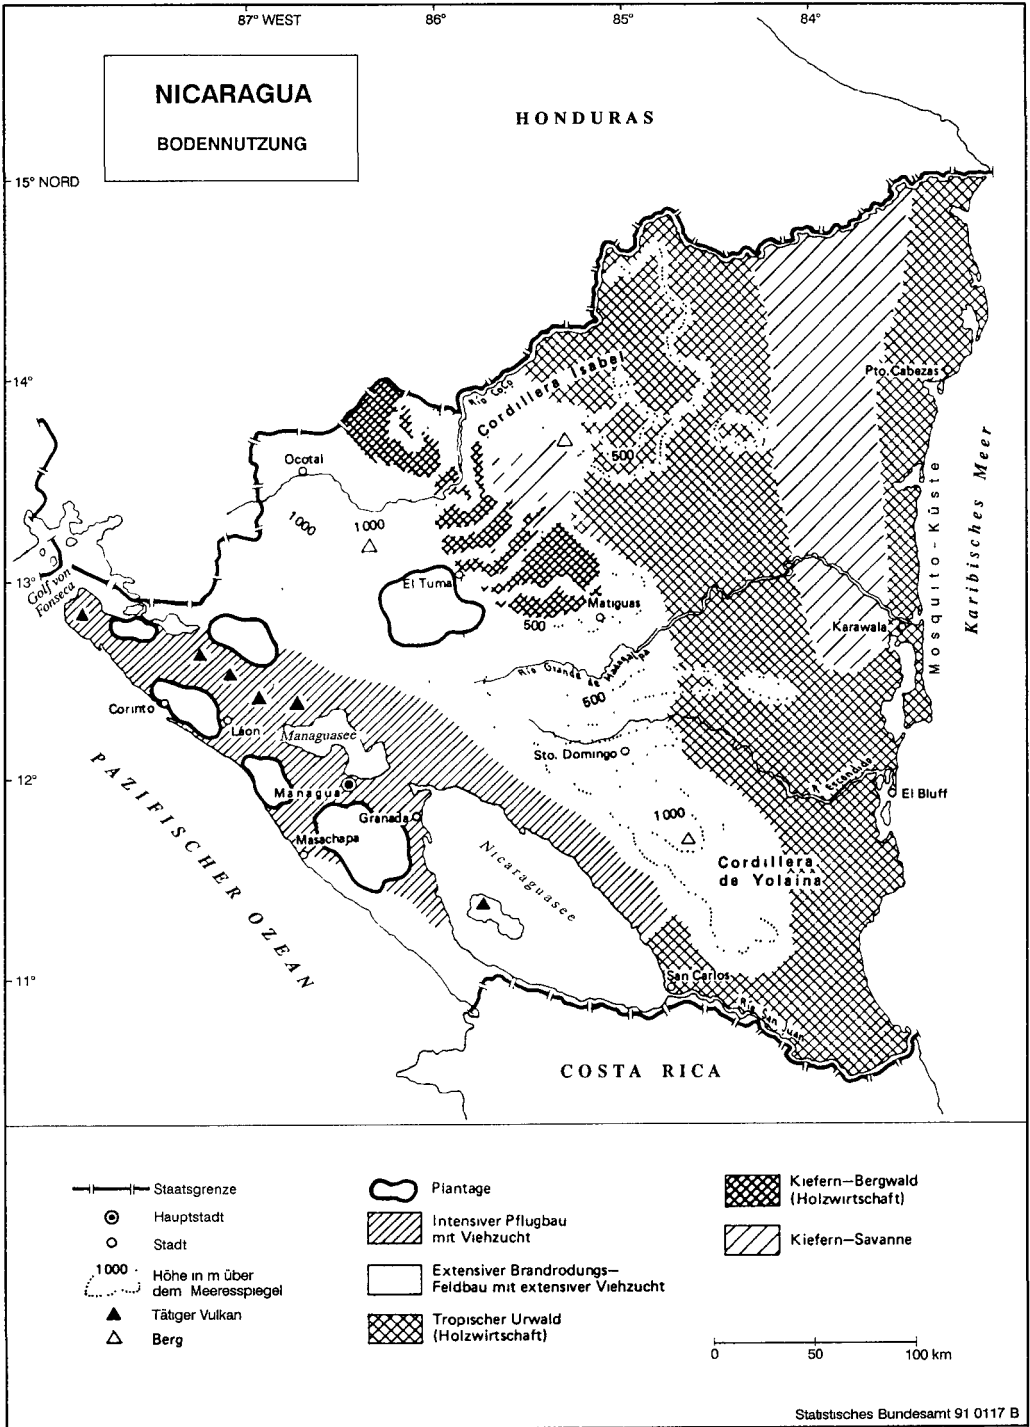 87° WEST
86°
85°
84°
NICARAGUA
BODENNUTZUNG
HONDURAS
15° NORD
14°
Río Coco
Cordillera Isabel
Pto. Cabezas
500
Ocotal
1000
1000
Mosquito-Küste
Karibisches Meer
13°
Golf von
Fonseca
El Tuma
Matiguas
500
Karawala
Río Grande de Matagalpa
500
Corinto
Láon
Managuasee
Sto. Domingo
12°
R. Escondido
El Bluff
Managua
Granada
1000
Masachapa
Cordillera
de Yolaina
PAZIFISCHER OZEAN
Nicaraguasee
11°
San Carlos
Río San Juan
COSTA RICA
Staatsgrenze
Hauptstadt
Stadt
1000
Höhe in m über
dem Meeresspiegel
Tätiger Vulkan
Berg
Plantage
Intensiver Pflugbau
mit Viehzucht
Extensiver Brandrodungs-
Feldbau mit extensiver Viehzucht
Tropischer Urwald
(Holzwirtschaft)
Kiefern-Bergwald
(Holzwirtschaft)
Kiefern-Savanne
0 50 100 km
Statistisches Bundesamt 91 0117 B